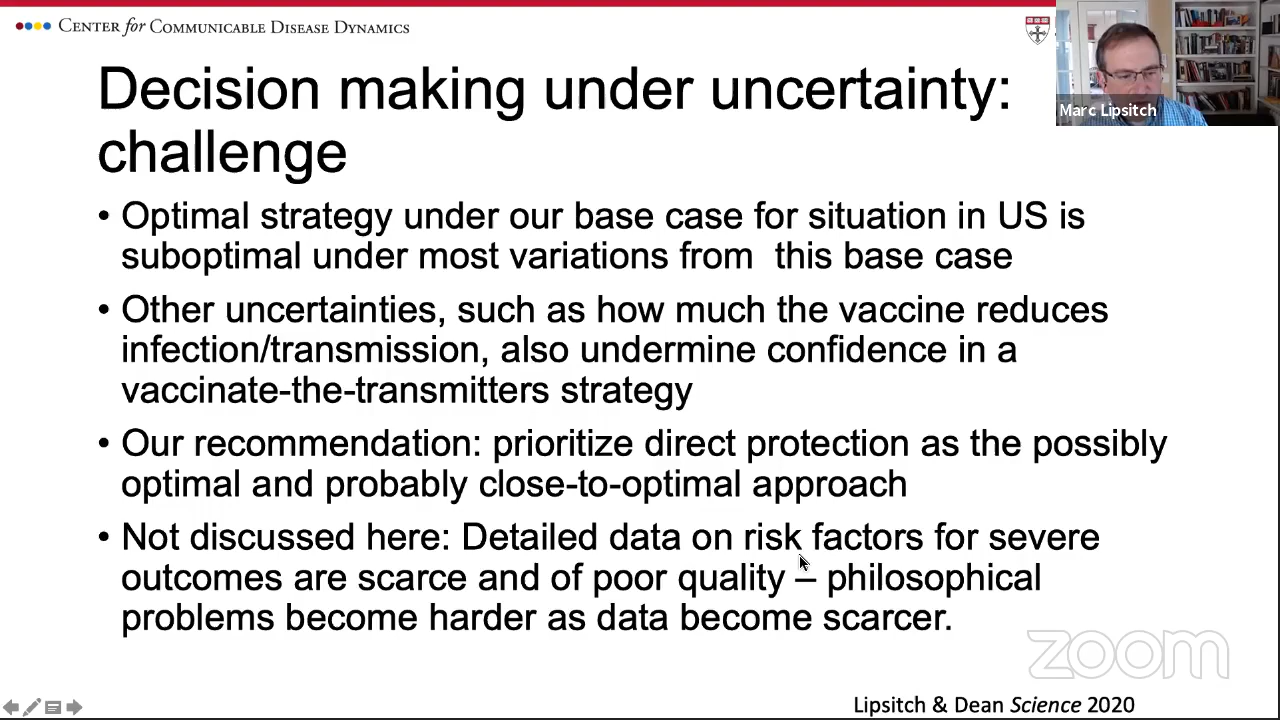 CENTER for COMMUNICABLE DISEASE DYNAMICS
Marc Lipsitch
Decision making under uncertainty:
challenge
• Optimal strategy under our base case for situation in US is
suboptimal under most variations from  this base case
• Other uncertainties, such as how much the vaccine reduces
infection/transmission, also undermine confidence in a
vaccinate-the-transmitters strategy
• Our recommendation: prioritize direct protection as the possibly
optimal and probably close-to-optimal approach
• Not discussed here: Detailed data on risk factors for severe
outcomes are scarce and of poor quality – philosophical
problems become harder as data become scarcer.
zoom
Lipsitch & Dean Science 2020